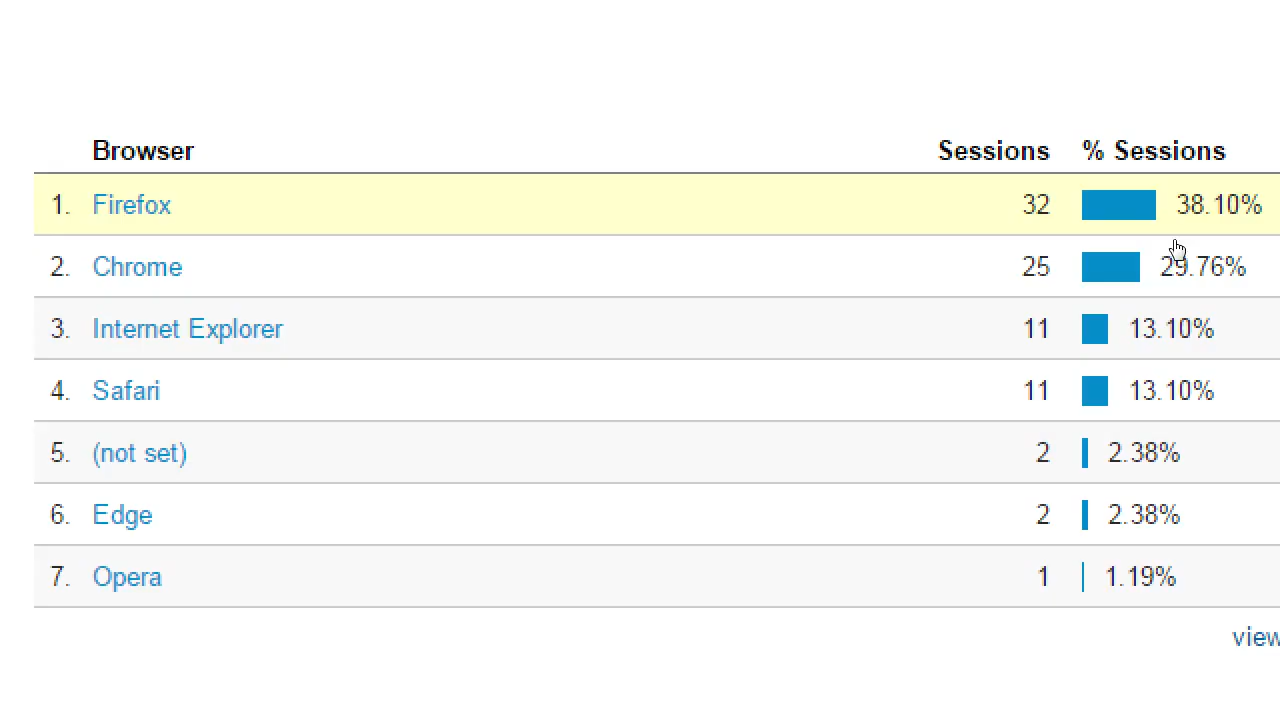 Browser Sessions % Sessions
1. Firefox 32 38.10%
2. Chrome 25 29.76%
3. Internet Explorer 11 13.10%
4. Safari 11 13.10%
5. (not set) 2 2.38%
6. Edge 2 2.38%
7. Opera 1 1.19%
view